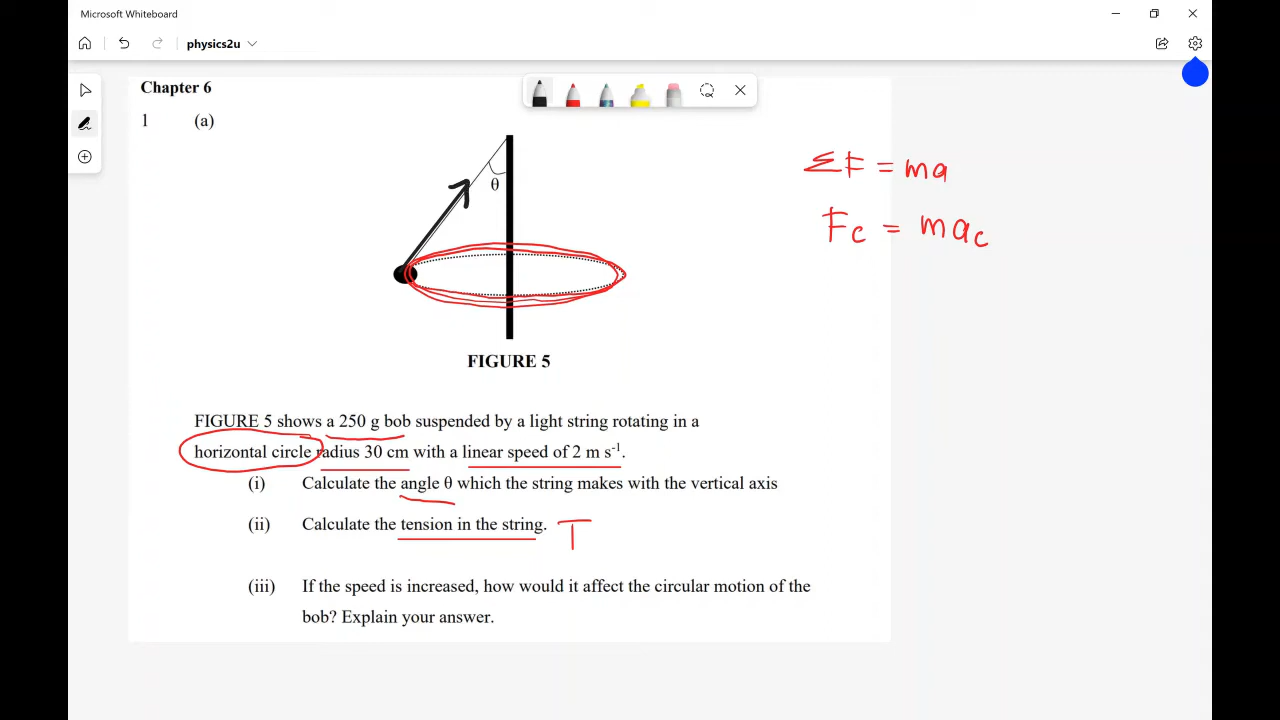 Microsoft Whiteboard
physics2u
Chapter 6
1 (a)
θ
ΣF = ma
Fc = mac
FIGURE 5
FIGURE 5 shows a 250 g bob suspended by a light string rotating in a
horizontal circle radius 30 cm with a linear speed of 2 m s⁻¹.
(i) Calculate the angle θ which the string makes with the vertical axis
(ii) Calculate the tension in the string. T
(iii) If the speed is increased, how would it affect the circular motion of the
bob? Explain your answer.